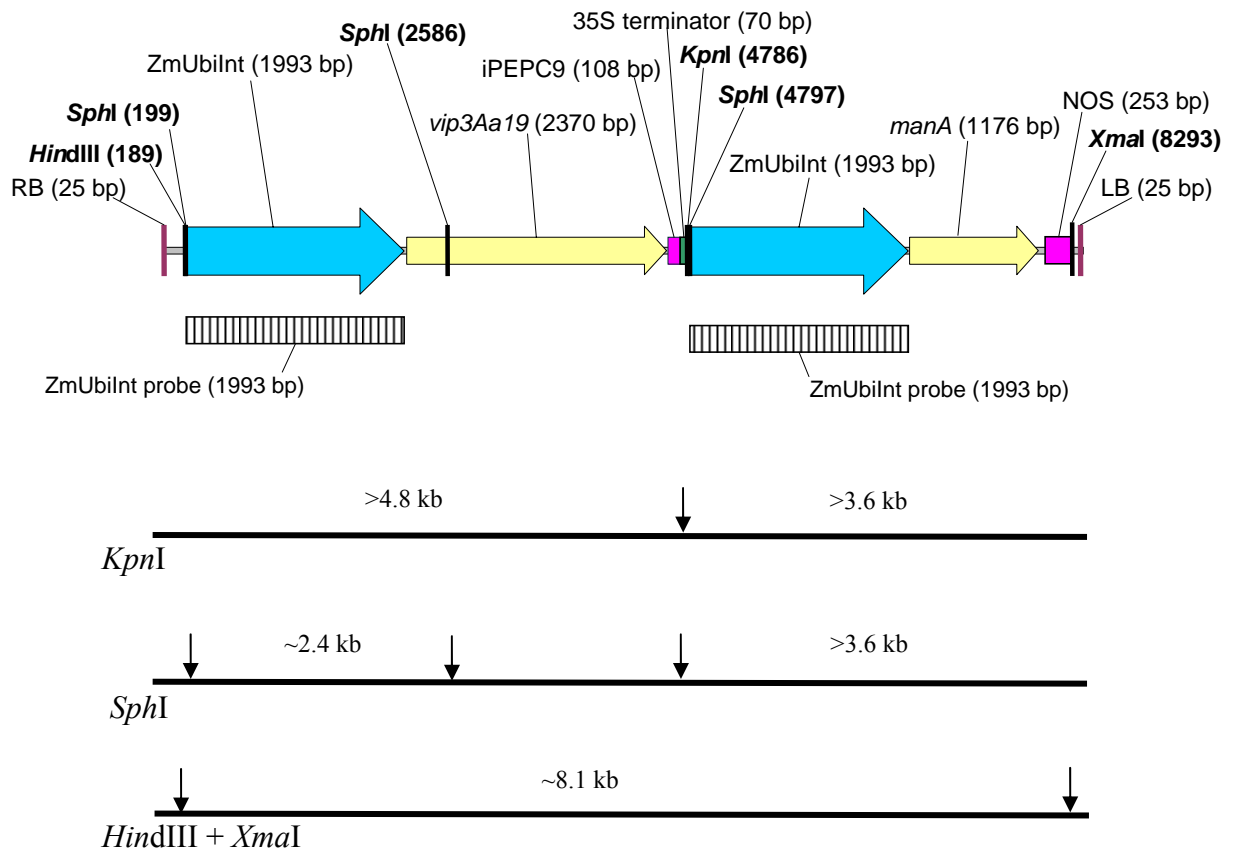 35S terminator (70 bp)
SphI (2586)
KpnI (4786)
ZmUbiInt (1993 bp)
iPEPC9 (108 bp)
SphI (4797)
NOS (253 bp)
SphI (199)
vip3Aa19 (2370 bp)
manA (1176 bp)
XmaI (8293)
HindIII (189)
ZmUbiInt (1993 bp)
RB (25 bp)
LB (25 bp)
ZmUbiInt probe (1993 bp)
ZmUbiInt probe (1993 bp)
>4.8 kb
>3.6 kb
KpnI
~2.4 kb
>3.6 kb
SphI
~8.1 kb
HindIII + XmaI